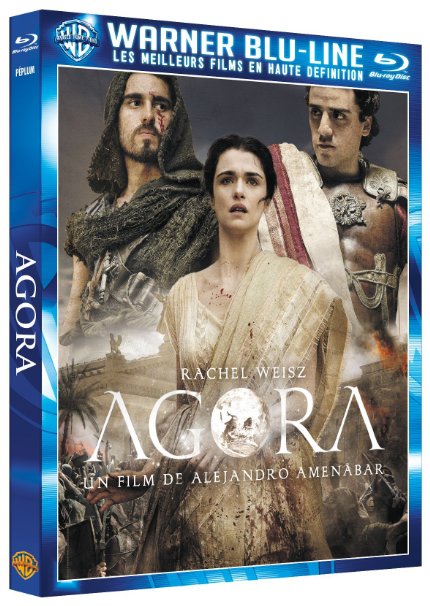 WARNER BLU-LINE
LES MEILLEURS FILMS EN HAUTE DEFINITION
Blu-ray Disc
PÉPLUM
AGORA
RACHEL WEISZ
AGORA
UN FILM DE ALEJANDRO AMENÁBAR